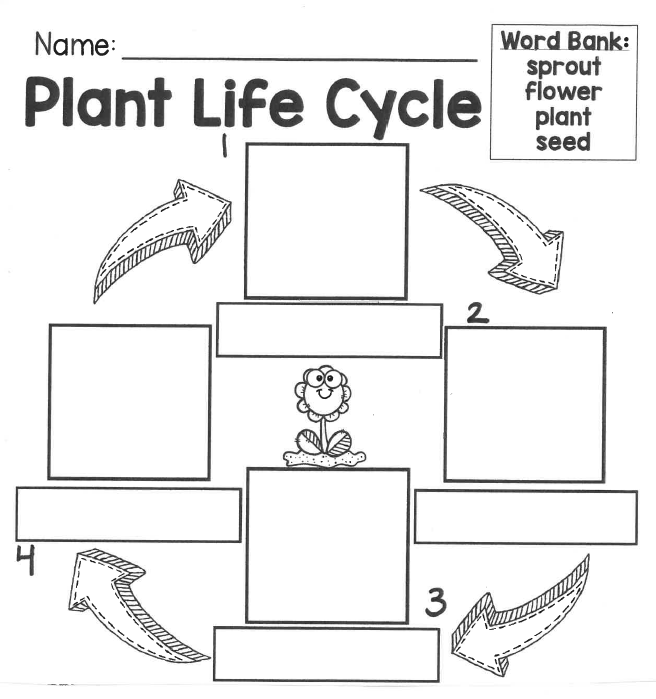 Name:
Word Bank:
sprout
flower
plant
seed
Plant Life Cycle
1
2
4
3